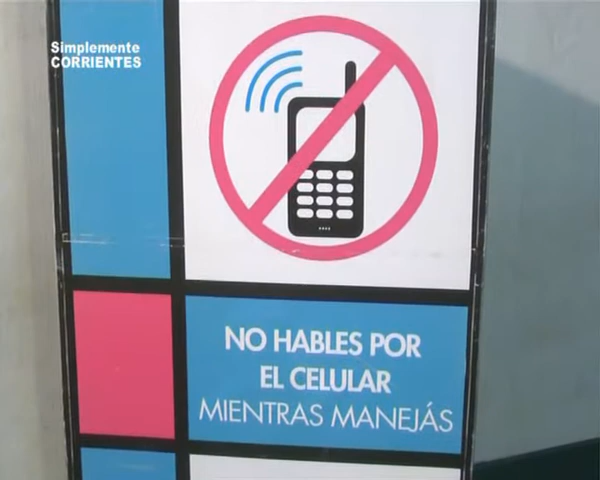 Simplemente
CORRIENTES
NO HABLES POR
EL CELULAR
MIENTRAS MANEJÁS